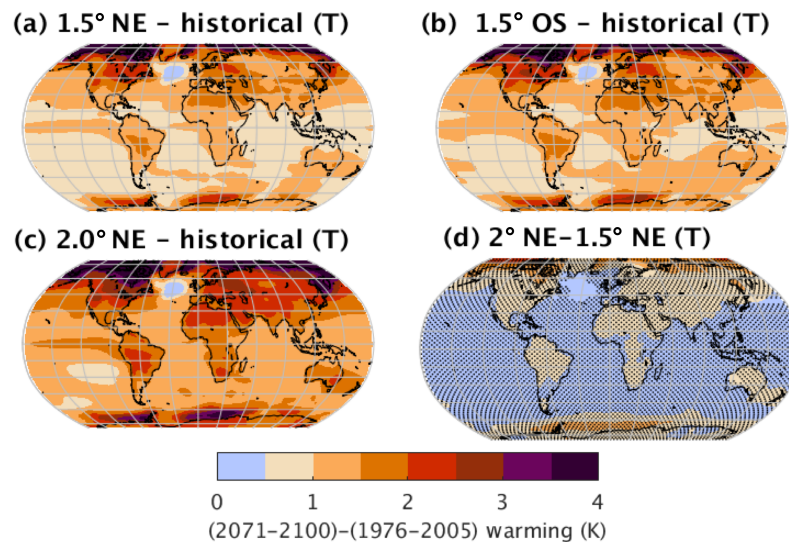 (a) 1.5° NE − historical (T)
(b) 1.5° OS − historical (T)
(c) 2.0° NE − historical (T)
(d) 2° NE−1.5° NE (T)
0 1 2 3 4
(2071−2100)−(1976−2005) warming (K)